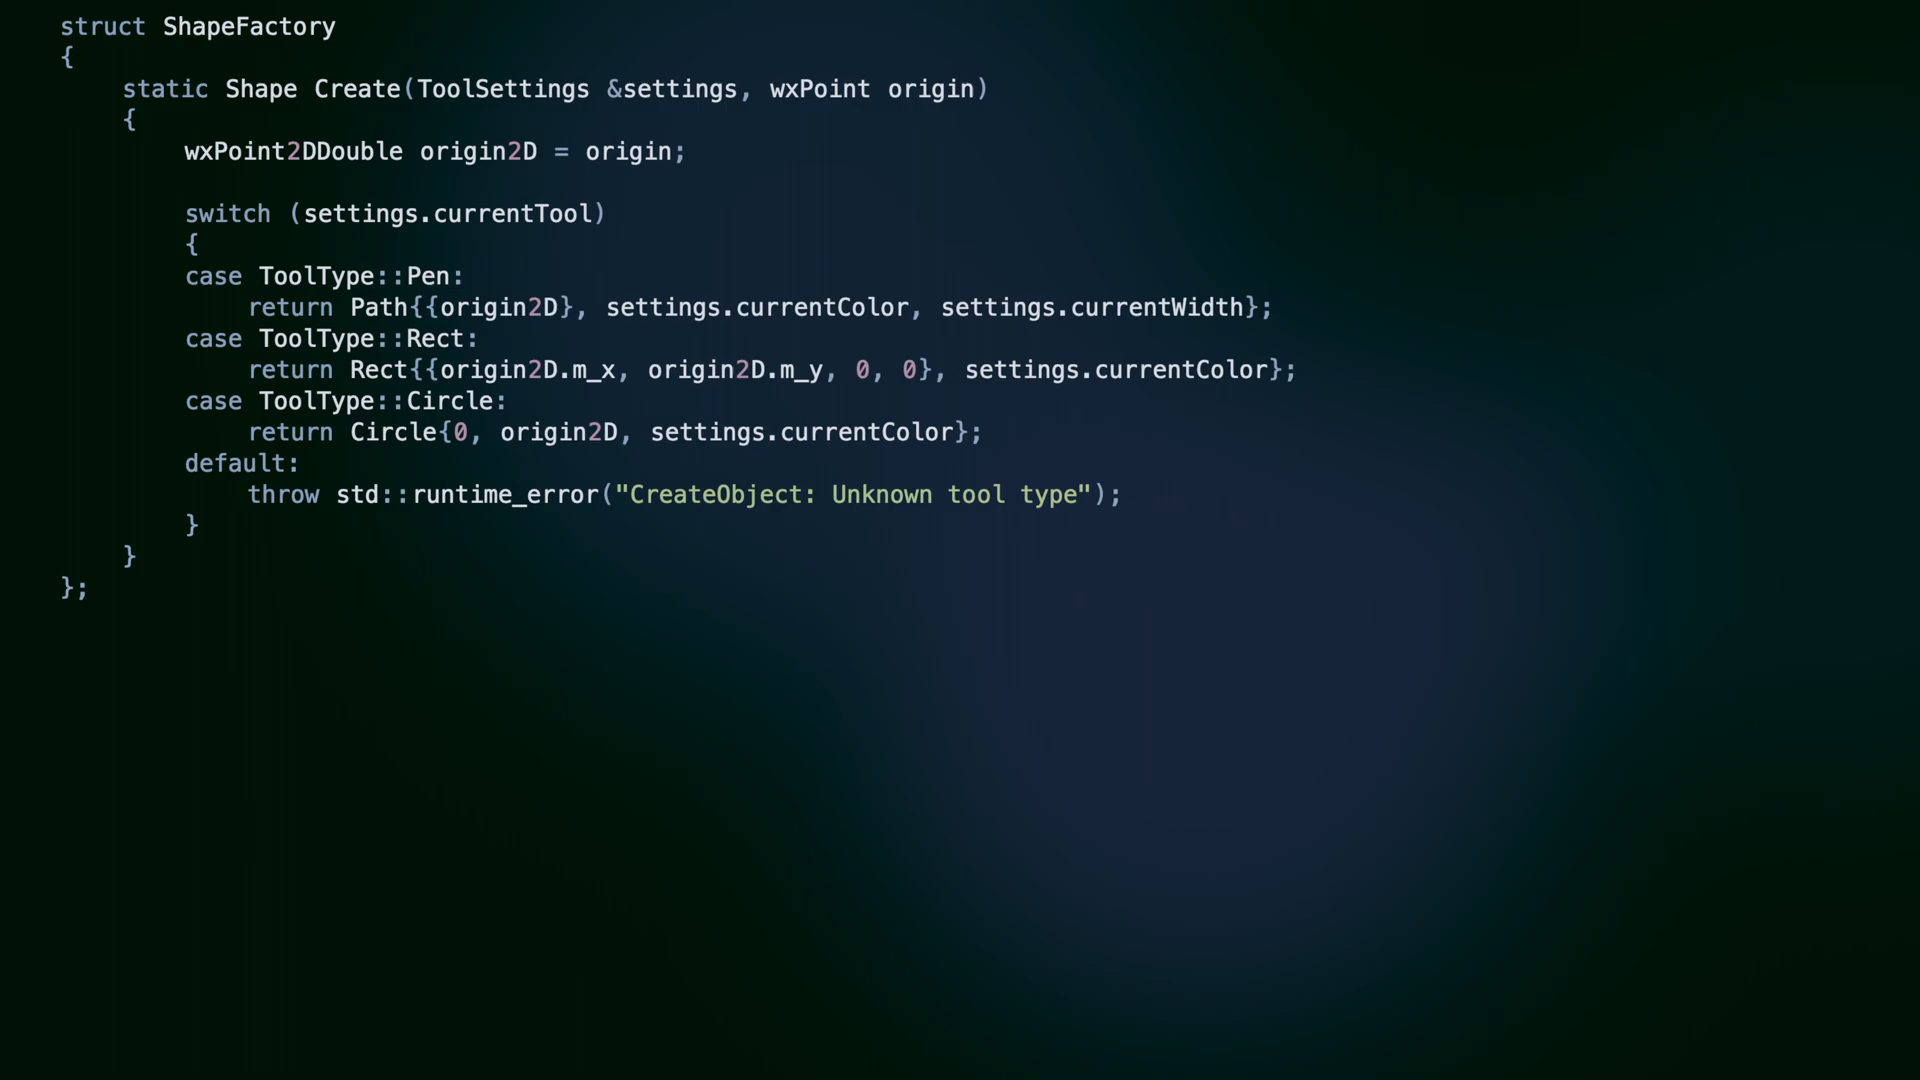 struct ShapeFactory
{
static Shape Create(ToolSettings &settings, wxPoint origin)
{
wxPoint2DDouble origin2D = origin;
switch (settings.currentTool)
{
case ToolType::Pen:
return Path{{origin2D}, settings.currentColor, settings.currentWidth};
case ToolType::Rect:
return Rect{{origin2D.m_x, origin2D.m_y, 0, 0}, settings.currentColor};
case ToolType::Circle:
return Circle{0, origin2D, settings.currentColor};
default:
throw std::runtime_error("CreateObject: Unknown tool type");
}
}
};